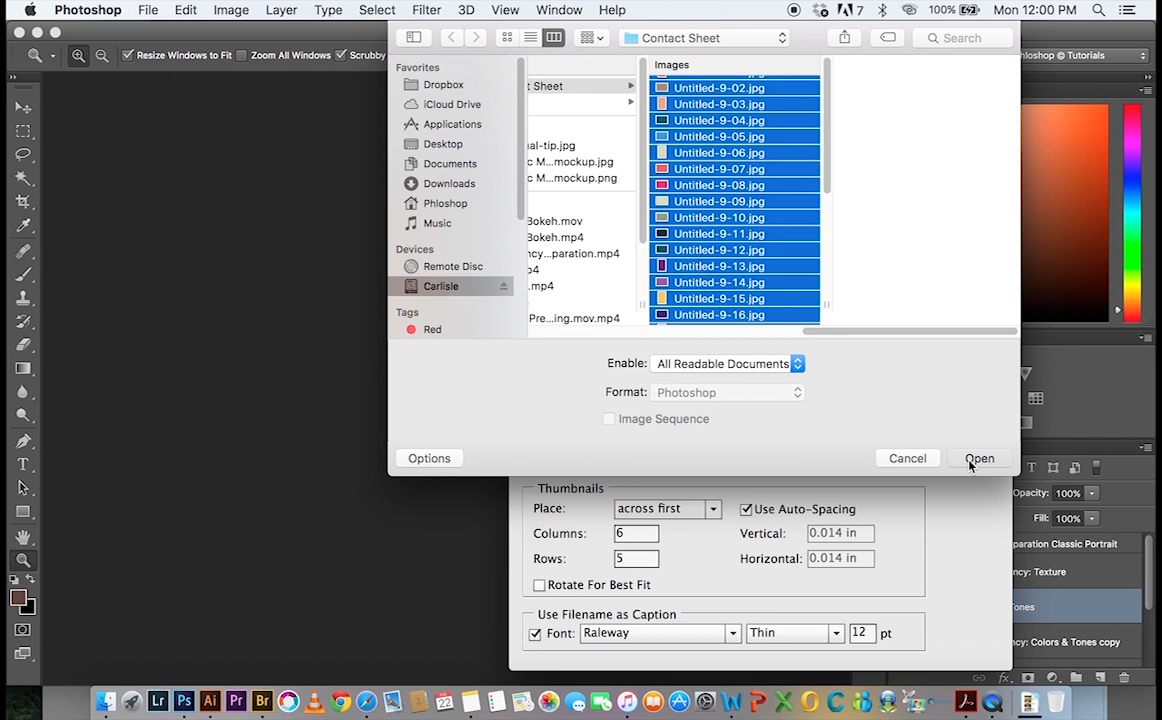 Photoshop File Edit Image Layer Type Select Filter 3D View Window Help 7 100% Mon 12:00 PM
Resize Windows to Fit Zoom All Windows Scrubby
Contact Sheet Search
hloshop © Tutorials
Favorites
Dropbox
iCloud Drive
Applications
Desktop
Documents
Downloads
Phloshop
Music
Devices
Remote Disc
Carlisle
Tags
Red
t Sheet
al-tip.jpg
c M...mockup.jpg
c M...mockup.png
Bokeh.mov
Bokeh.mp4
ncy...paration.mp4
p4
.mp4
Pre...ing.mov.mp4
Images
Untitled-9-02.jpg
Untitled-9-03.jpg
Untitled-9-04.jpg
Untitled-9-05.jpg
Untitled-9-06.jpg
Untitled-9-07.jpg
Untitled-9-08.jpg
Untitled-9-09.jpg
Untitled-9-10.jpg
Untitled-9-11.jpg
Untitled-9-12.jpg
Untitled-9-13.jpg
Untitled-9-14.jpg
Untitled-9-15.jpg
Untitled-9-16.jpg
Enable: All Readable Documents
Format: Photoshop
Image Sequence
Options Cancel Open
Thumbnails
Place: across first Use Auto-Spacing
Columns: 6 Vertical: 0.014 in
Rows: 5 Horizontal: 0.014 in
Rotate For Best Fit
Use Filename as Caption
Font: Raleway Thin 12 pt
Opacity: 100%
Fill: 100%
paration Classic Portrait
ncy: Texture
Tones
ncy: Colors & Tones copy
fx
Lr Ps Ai Pr Br 22